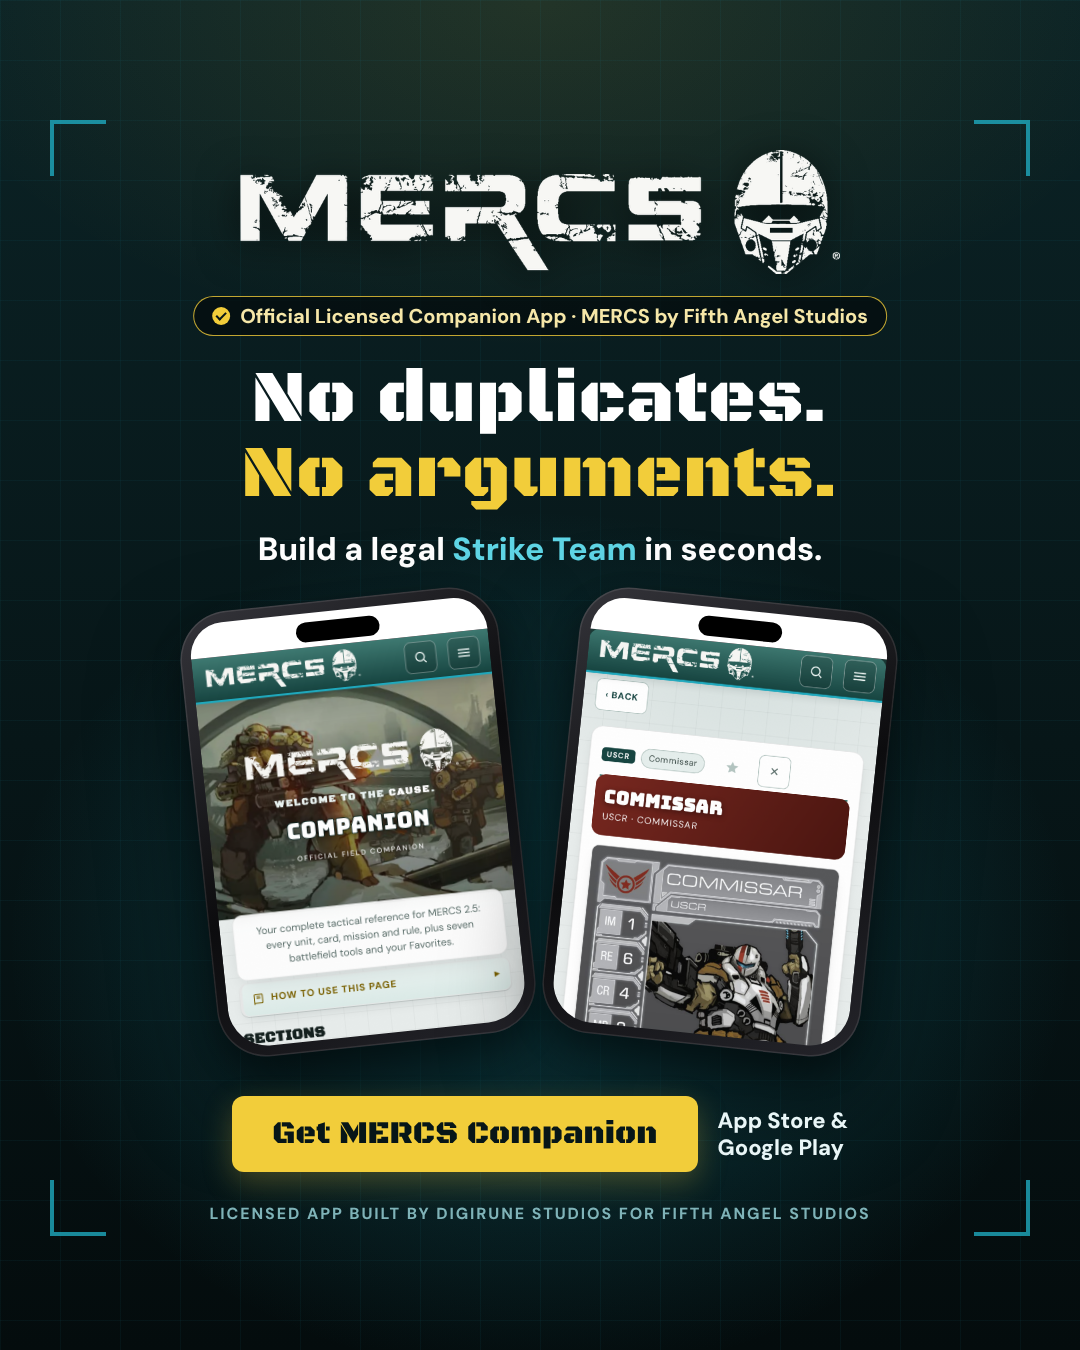 MERCS
®
Official Licensed Companion App · MERCS by Fifth Angel Studios
No duplicates.
No arguments.
Build a legal Strike Team in seconds.
MERCS
MERCS
WELCOME TO THE CAUSE.
COMPANION
OFFICIAL FIELD COMPANION
Your complete tactical reference for MERCS 2.5:
every unit, card, mission and rule, plus seven
battlefield tools and your Favorites.
HOW TO USE THIS PAGE
SECTIONS
MERCS
‹ BACK
USCR
Commissar
COMMISSAR
USCR · COMMISSAR
COMMISSAR
USCR
IM 1
RE 6
CR 4
Get MERCS Companion
App Store &
Google Play
LICENSED APP BUILT BY DIGIRUNE STUDIOS FOR FIFTH ANGEL STUDIOS